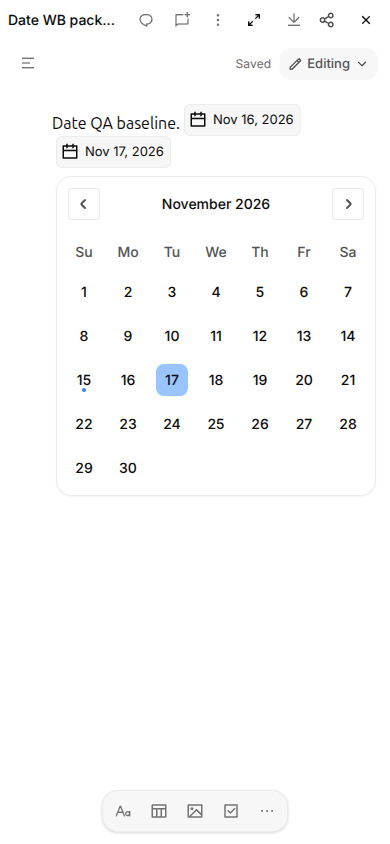 Date WB pack...
Saved Editing
Date QA baseline. Nov 16, 2026
Nov 17, 2026
November 2026
Su Mo Tu We Th Fr Sa
1 2 3 4 5 6 7
8 9 10 11 12 13 14
15 16 17 18 19 20 21
22 23 24 25 26 27 28
29 30
Aa